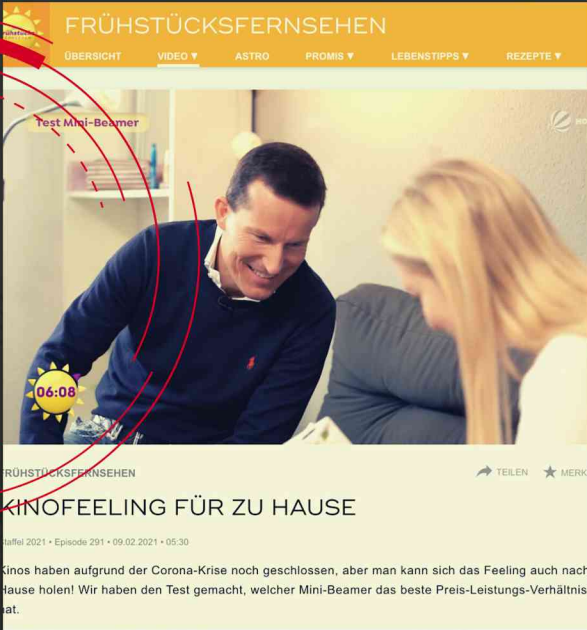 FRÜHSTÜCKSFERNSEHEN
ÜBERSICHT VIDEO ▼ ASTRO PROMIS ▼ LEBENSTIPPS ▼ REZEPTE ▼
Test Mini-Beamer
06:08
FRÜHSTÜCKSFERNSEHEN
TEILEN MERK
KINOFEELING FÜR ZU HAUSE
Staffel 2021 • Episode 291 • 09.02.2021 • 05:30
Kinos haben aufgrund der Corona-Krise noch geschlossen, aber man kann sich das Feeling auch nach
Hause holen! Wir haben den Test gemacht, welcher Mini-Beamer das beste Preis-Leistungs-Verhältnis
hat.